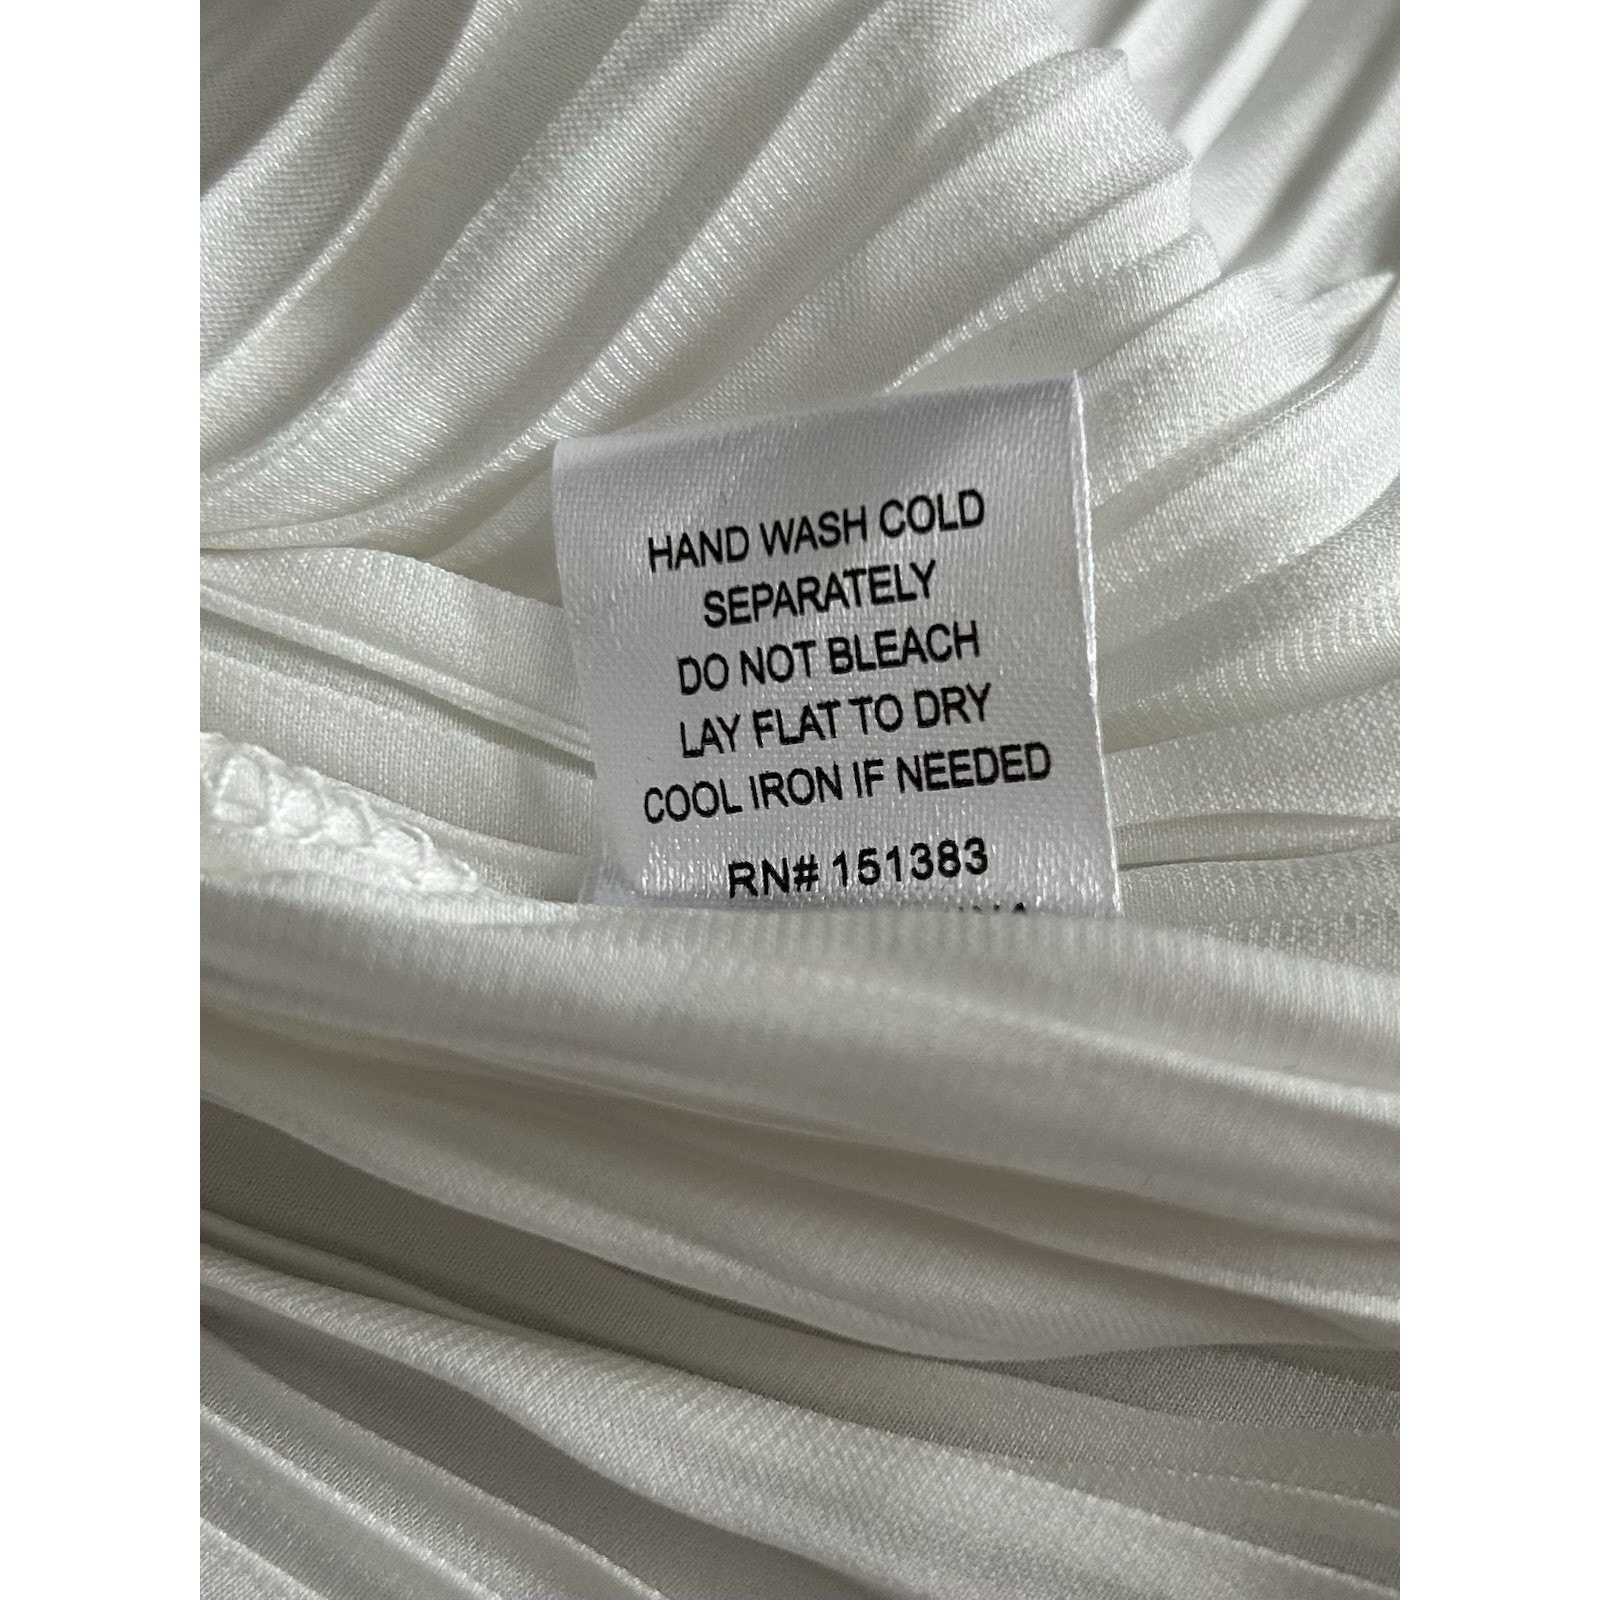 HAND WASH COLD
SEPARATELY
DO NOT BLEACH
LAY FLAT TO DRY
COOL IRON IF NEEDED
RN# 151383